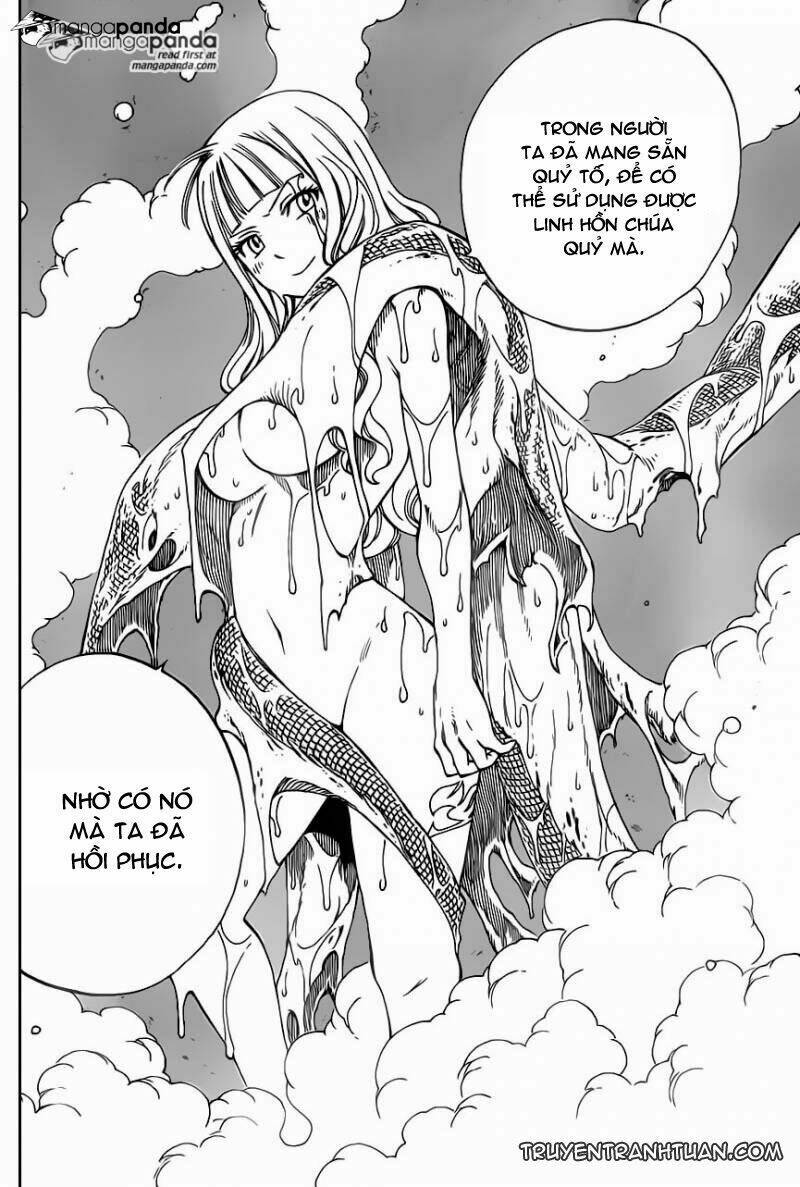 mangapanda
mangapanda
read first at
mangapanda.com
TRONG NGƯỜI
TA ĐÃ MANG SẴN
QUỶ TỐ, ĐỂ CÓ
THỂ SỬ DỤNG ĐƯỢC
LINH HỒN CHÚA
QUỶ MÀ.
NHỜ CÓ NÓ
MÀ TA ĐÃ
HỒI PHỤC.
TRUYENTRANHTUAN.COM